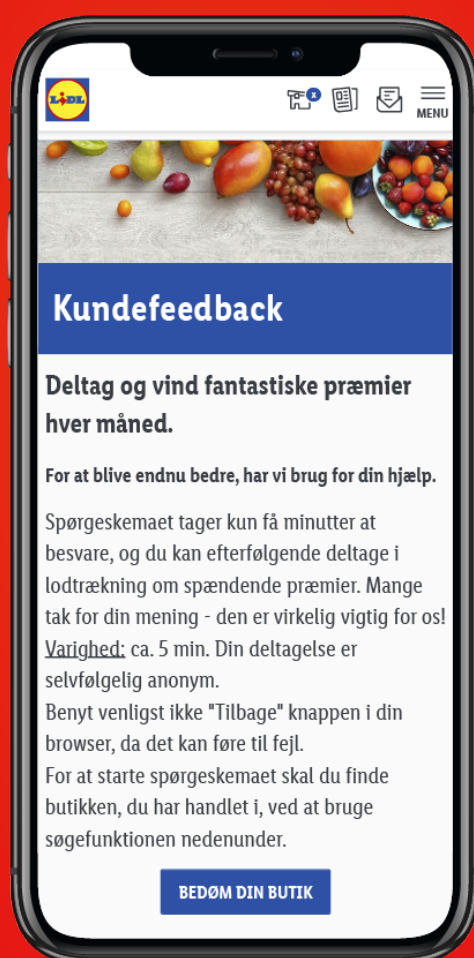 LIDL
X
MENU
Kundefeedback
Deltag og vind fantastiske præmier
hver måned.
For at blive endnu bedre, har vi brug for din hjælp.
Spørgeskemaet tager kun få minutter at
besvare, og du kan efterfølgende deltage i
lodtrækning om spændende præmier. Mange
tak for din mening - den er virkelig vigtig for os!
Varighed: ca. 5 min. Din deltagelse er
selvfølgelig anonym.
Benyt venligst ikke "Tilbage" knappen i din
browser, da det kan føre til fejl.
For at starte spørgeskemaet skal du finde
butikken, du har handlet i, ved at bruge
søgefunktionen nedenunder.
BEDØM DIN BUTIK